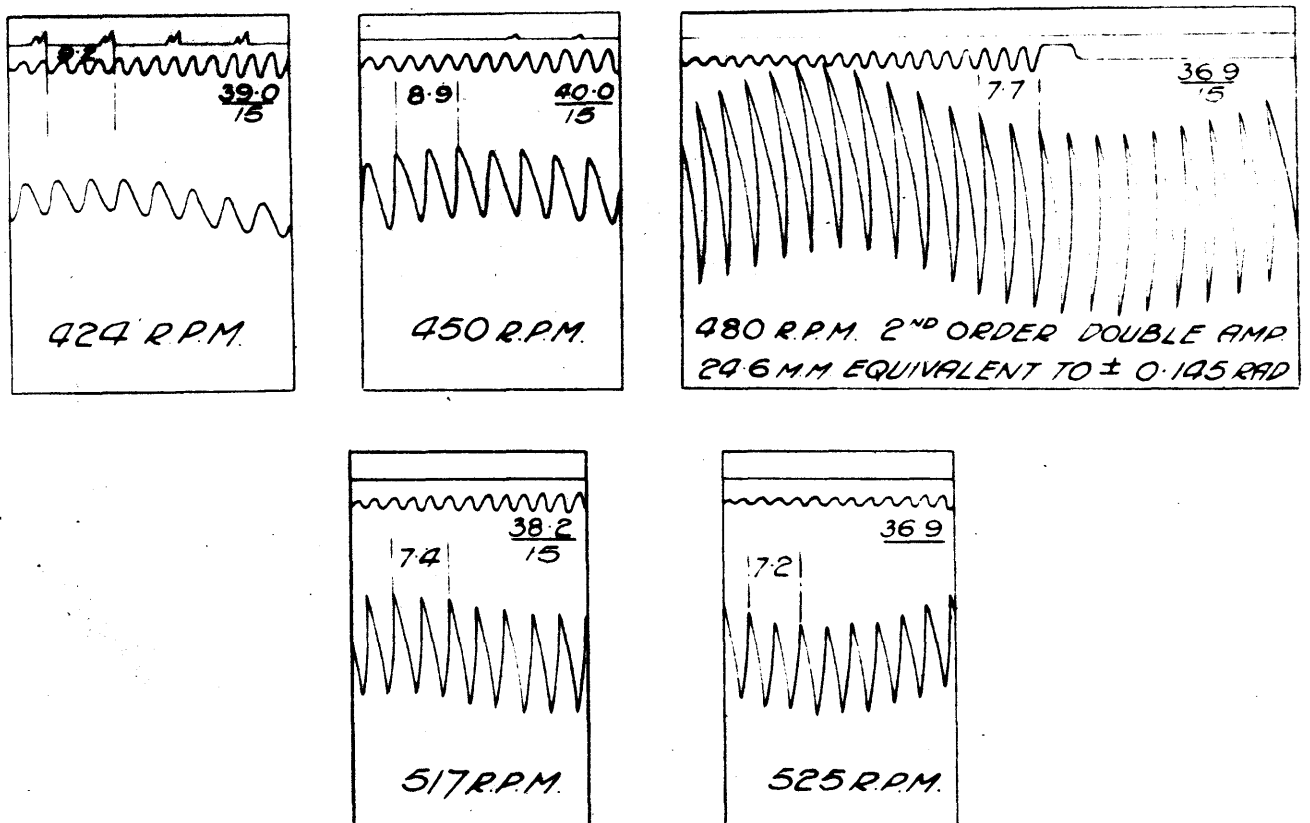 39·0
15
424 R.P.M.
8·9
40·0
15
450 R.P.M.
7·7
36 9
15
480 R.P.M. 2ND ORDER DOUBLE AMP.
24·6 M.M EQUIVALENT TO ± 0·145 RAD
7·4
38·2
15
517 R.P.M.
7·2
36 9
525 R.P.M.